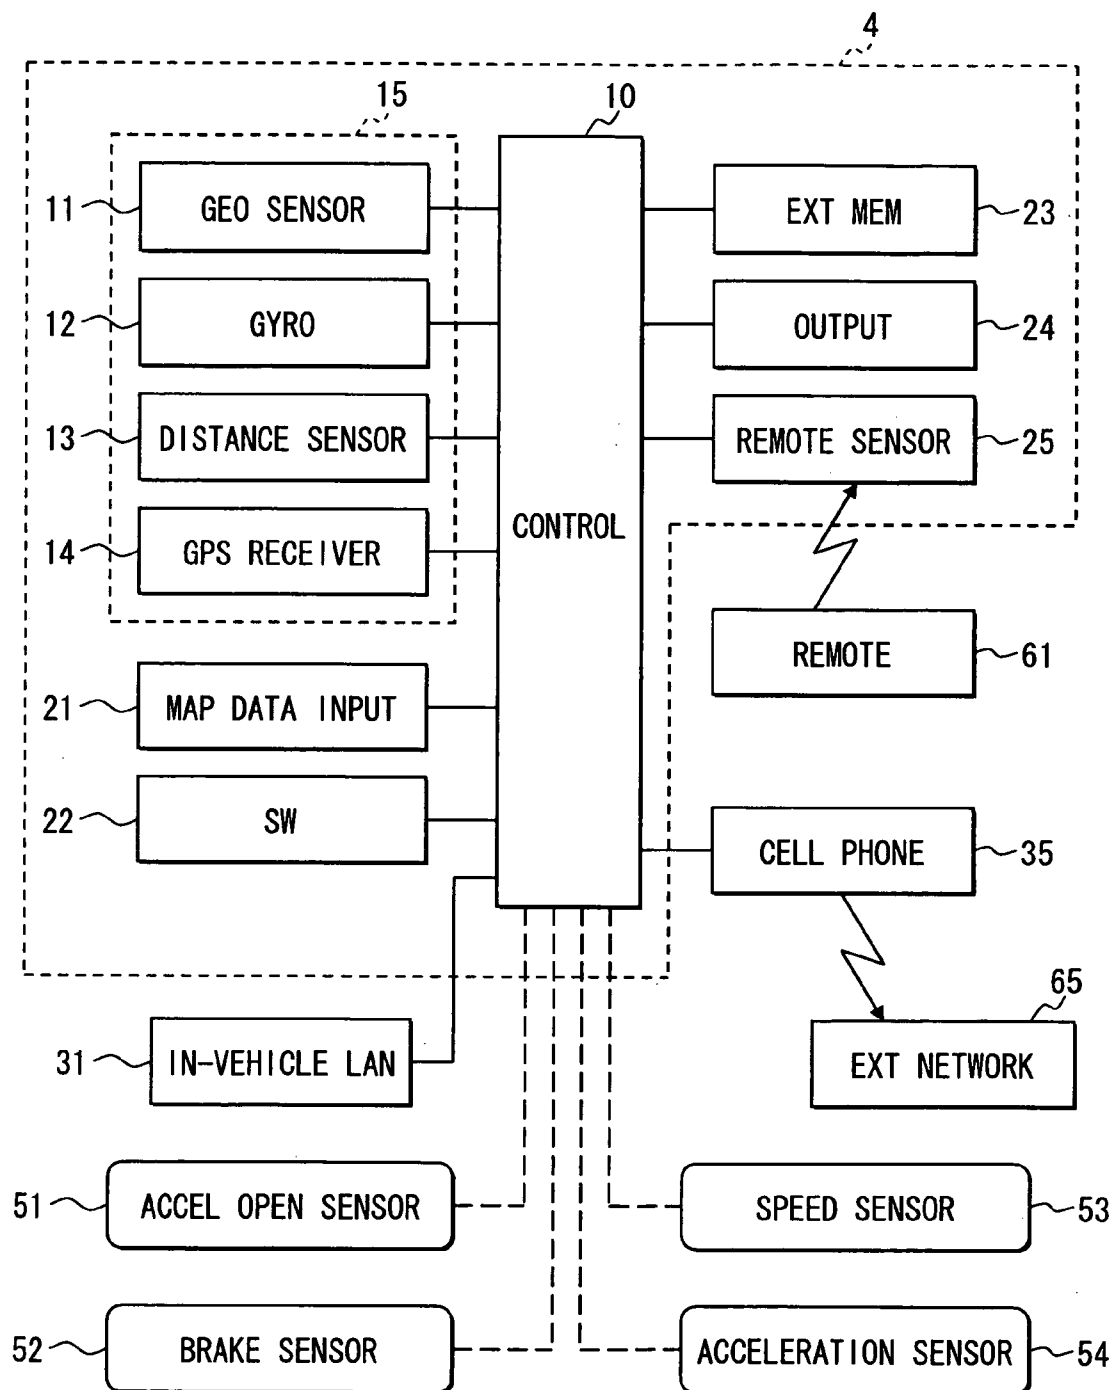 4
15
10
11
GEO SENSOR
EXT MEM
23
12
GYRO
OUTPUT
24
13
DISTANCE SENSOR
REMOTE SENSOR
25
14
GPS RECEIVER
CONTROL
REMOTE
61
21
MAP DATA INPUT
22
SW
CELL PHONE
35
65
31
IN-VEHICLE LAN
EXT NETWORK
51
ACCEL OPEN SENSOR
SPEED SENSOR
53
52
BRAKE SENSOR
ACCELERATION SENSOR
54